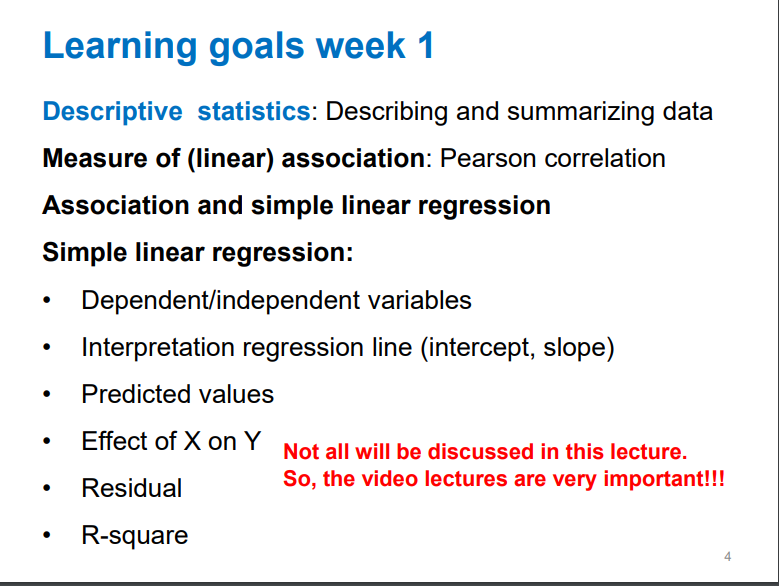 Learning goals week 1
Descriptive statistics: Describing and summarizing data
Measure of (linear) association: Pearson correlation
Association and simple linear regression
Simple linear regression:
• Dependent/independent variables
• Interpretation regression line (intercept, slope)
• Predicted values
• Effect of X on Y
Not all will be discussed in this lecture.
So, the video lectures are very important!!!
• Residual
• R-square
4